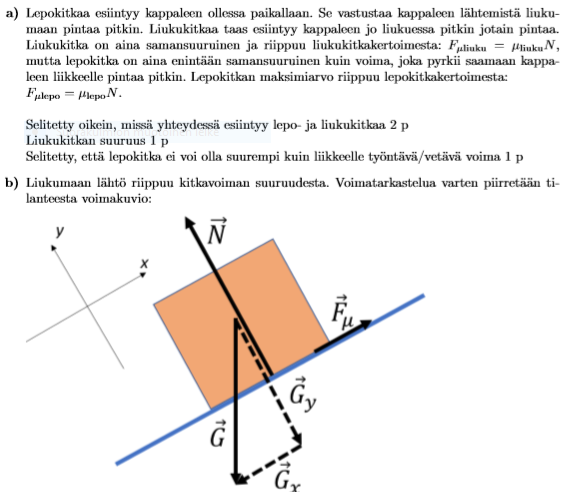 a) Lepokitkaa esiintyy kappaleen ollessa paikallaan. Se vastustaa kappaleen lähtemistä liuku-
maan pintaa pitkin. Liukukitka taas esiintyy kappaleen jo liukuessa pitkin jotain pintaa.
Liukukitka on aina samansuuruinen ja riippuu liukukitkakertoimesta: Fμliuku = μliukuN,
mutta lepokitka on aina enintään samansuuruinen kuin voima, joka pyrkii saamaan kappa-
leen liikkeelle pintaa pitkin. Lepokitkan maksimiarvo riippuu lepokitkakertoimesta:
Fμlepo = μlepoN.
Selitetty oikein, missä yhteydessä esiintyy lepo- ja liukukitkaa 2 p
Liukukitkan suuruus 1 p
Selitetty, että lepokitka ei voi olla suurempi kuin liikkeelle työntävä/vetävä voima 1 p
b) Liukumaan lähtö riippuu kitkavoiman suuruudesta. Voimatarkastelua varten piirretään ti-
lanteesta voimakuvio:
y
N⃗
x
F⃗μ
G⃗y
G⃗
G⃗x